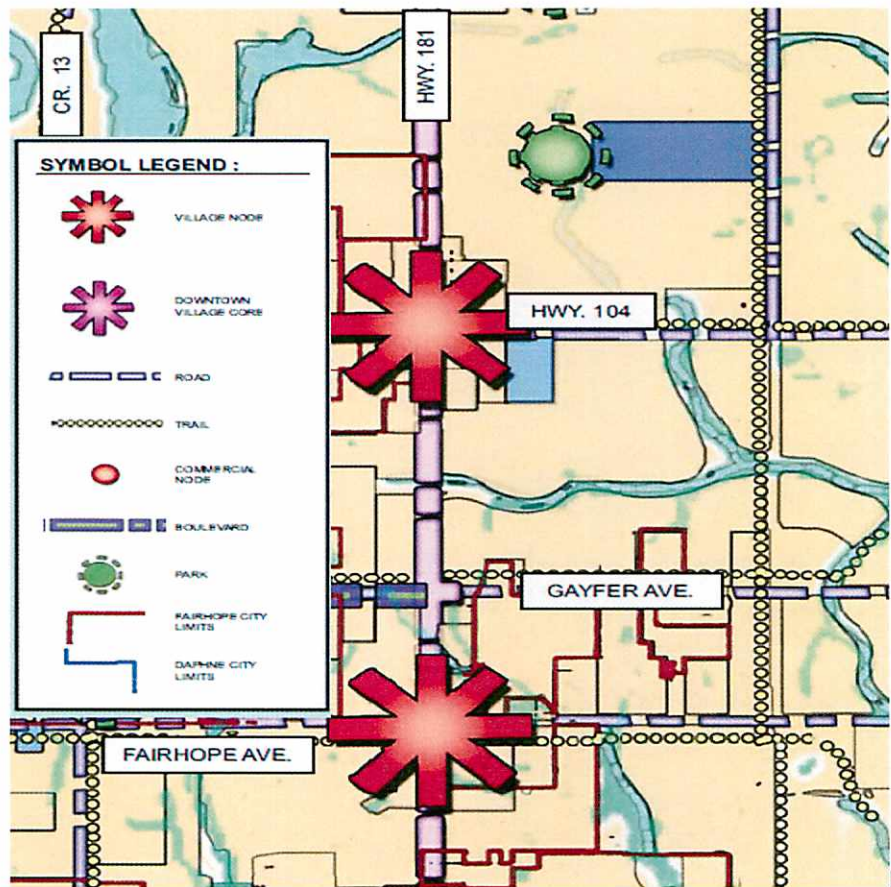 CR. 13
HWY. 181
SYMBOL LEGEND :
VILLAGE NODE
DOWNTOWN
VILLAGE CORE
ROAD
TRAIL
COMMERCIAL
NODE
BOULEVARD
PARK
FAIRHOPE CITY
LIMITS
DAPHNE CITY
LIMITS
HWY. 104
GAYFER AVE.
FAIRHOPE AVE.